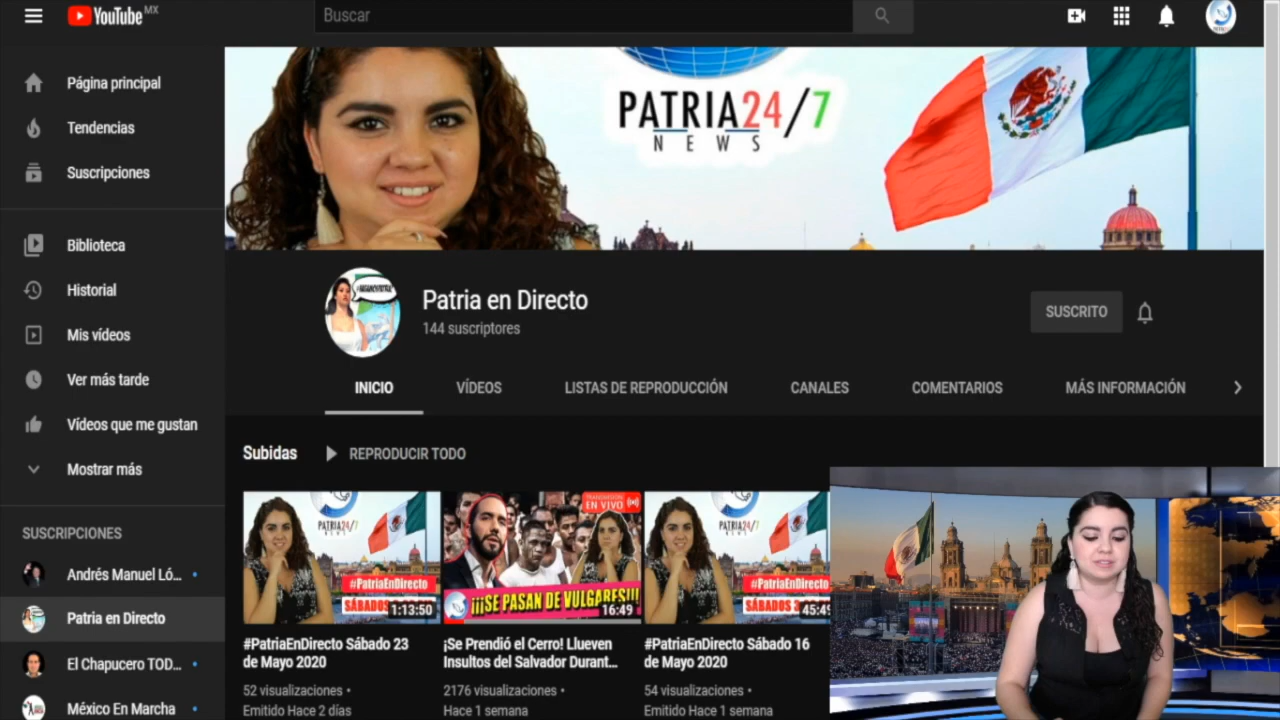 YouTube MX
Buscar
Página principal
Tendencias
Suscripciones
Biblioteca
Historial
Mis vídeos
Ver más tarde
Vídeos que me gustan
Mostrar más
SUSCRIPCIONES
Andrés Manuel Ló...
Patria en Directo
El Chapucero TOD...
México En Marcha
PATRIA24/7
NEWS
Patria en Directo
144 suscriptores
SUSCRITO
INICIO
VÍDEOS
LISTAS DE REPRODUCCIÓN
CANALES
COMENTARIOS
MÁS INFORMACIÓN
Subidas
REPRODUCIR TODO
PATRIA24/7
NEWS
#PatriaEnDirecto
SÁBADOS
1:13:50
#PatriaEnDirecto Sábado 23
de Mayo 2020
52 visualizaciones •
Emitido Hace 2 días
TRANSMISIÓN
EN VIVO
¡¡¡SE PASAN DE VULGARES!!!
16:49
¡Se Prendió el Cerro! Llueven
Insultos del Salvador Durant...
2176 visualizaciones •
Hace 1 semana
PATRIA24/7
NEWS
#PatriaEnDirecto
SÁBADOS 3
45:49
#PatriaEnDirecto Sábado 16
de Mayo 2020
54 visualizaciones •
Emitido Hace 1 semana